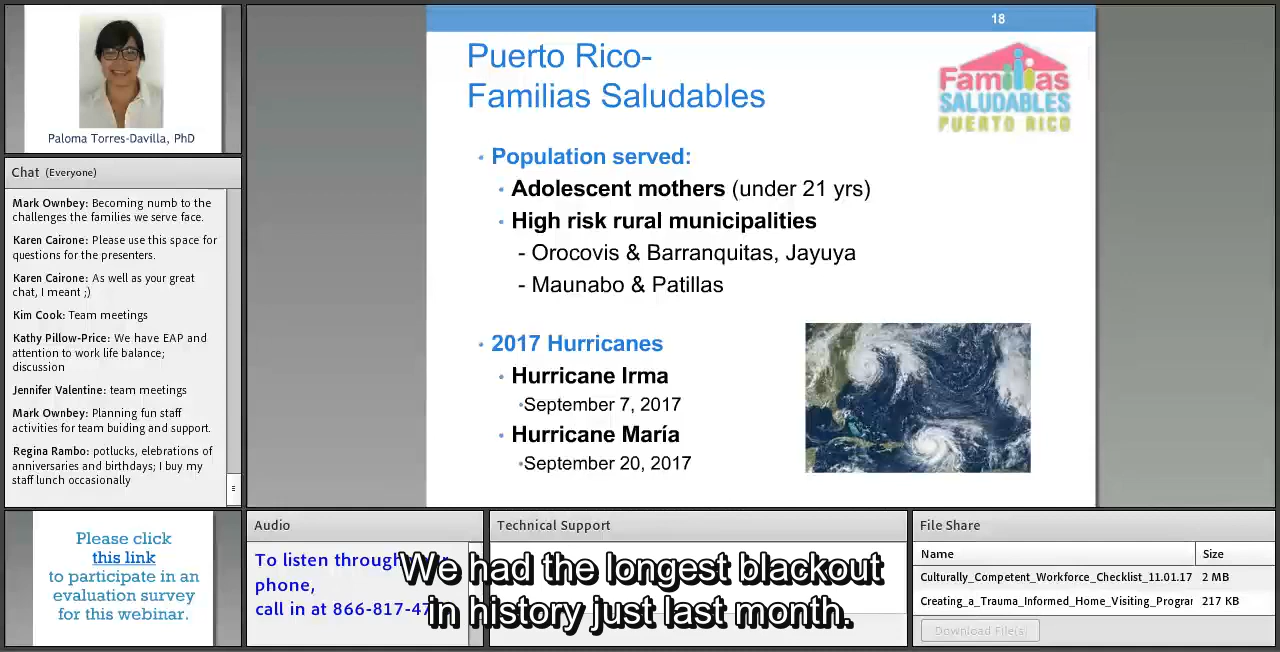 Paloma Torres-Davilla, PhD
Chat (Everyone)
Mark Ownbey: Becoming numb to the
challenges the families we serve face.
Karen Cairone: Please use this space for
questions for the presenters.
Karen Cairone: As well as your great
chat, I meant ;)
Kim Cook: Team meetings
Kathy Pillow-Price: We have EAP and
attention to work life balance;
discussion
Jennifer Valentine: team meetings
Mark Ownbey: Planning fun staff
activities for team buiding and support.
Regina Rambo: potlucks, elebrations of
anniversaries and birthdays; I buy my
staff lunch occasionally
Please click
this link
to participate in an
evaluation survey
for this webinar.
18
Puerto Rico-
Familias Saludables
Familias
SALUDABLES
PUERTO RICO
• Population served:
• Adolescent mothers (under 21 yrs)
• High risk rural municipalities
- Orocovis & Barranquitas, Jayuya
- Maunabo & Patillas
• 2017 Hurricanes
• Hurricane Irma
•September 7, 2017
• Hurricane María
•September 20, 2017
Audio
To listen through
phone,
call in at 866-817-47
Technical Support
We had the longest blackout
in history just last month.
File Share
Name Size
Culturally_Competent_Workforce_Checklist_11.01.17 2 MB
Creating_a_Trauma_Informed_Home_Visiting_Progra 217 KB
Download File(s)